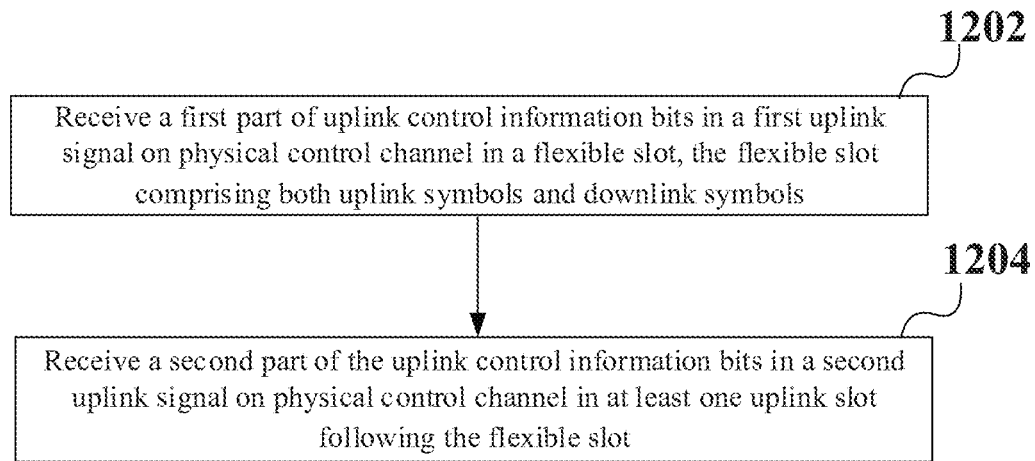 1202
Receive a first part of uplink control information bits in a first uplink
signal on physical control channel in a flexible slot, the flexible slot
comprising both uplink symbols and downlink symbols
1204
Receive a second part of the uplink control information bits in a second
uplink signal on physical control channel in at least one uplink slot
following the flexible slot